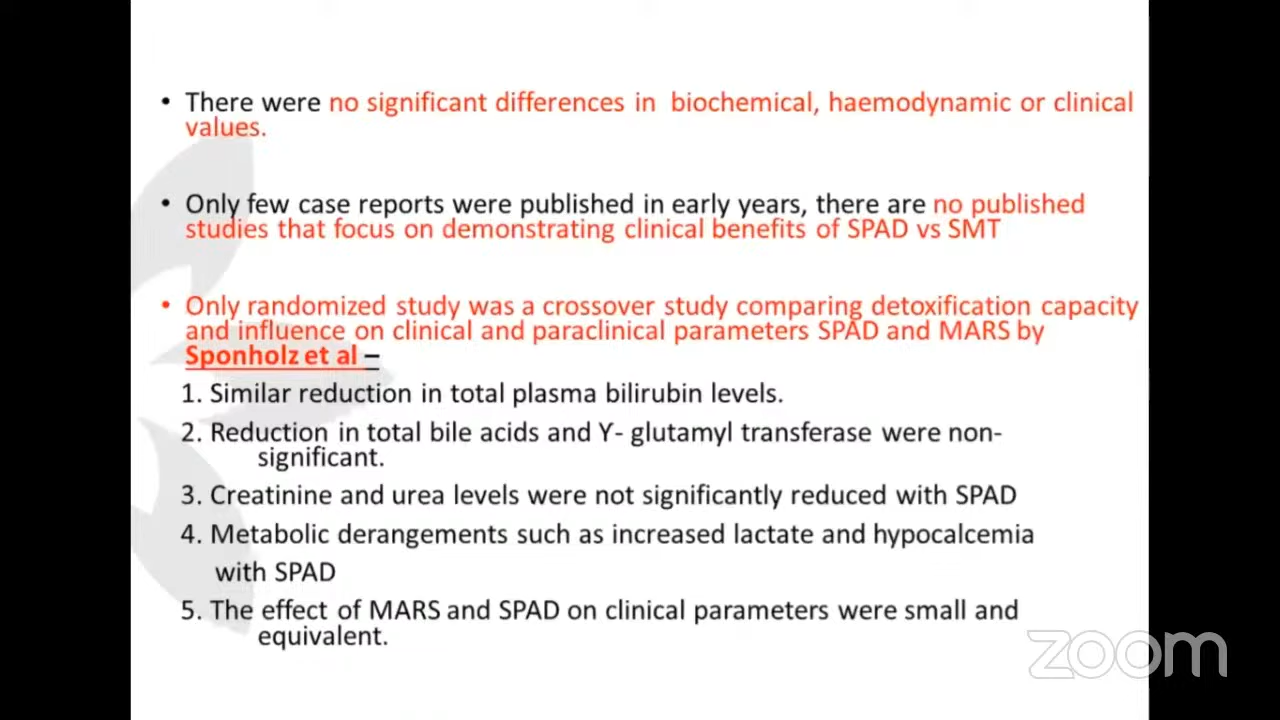 • There were no significant differences in biochemical, haemodynamic or clinical
values.
• Only few case reports were published in early years, there are no published
studies that focus on demonstrating clinical benefits of SPAD vs SMT
• Only randomized study was a crossover study comparing detoxification capacity
and influence on clinical and paraclinical parameters SPAD and MARS by
Sponholz et al –
1. Similar reduction in total plasma bilirubin levels.
2. Reduction in total bile acids and Y- glutamyl transferase were non-
significant.
3. Creatinine and urea levels were not significantly reduced with SPAD
4. Metabolic derangements such as increased lactate and hypocalcemia
with SPAD
5. The effect of MARS and SPAD on clinical parameters were small and
equivalent.
zoom